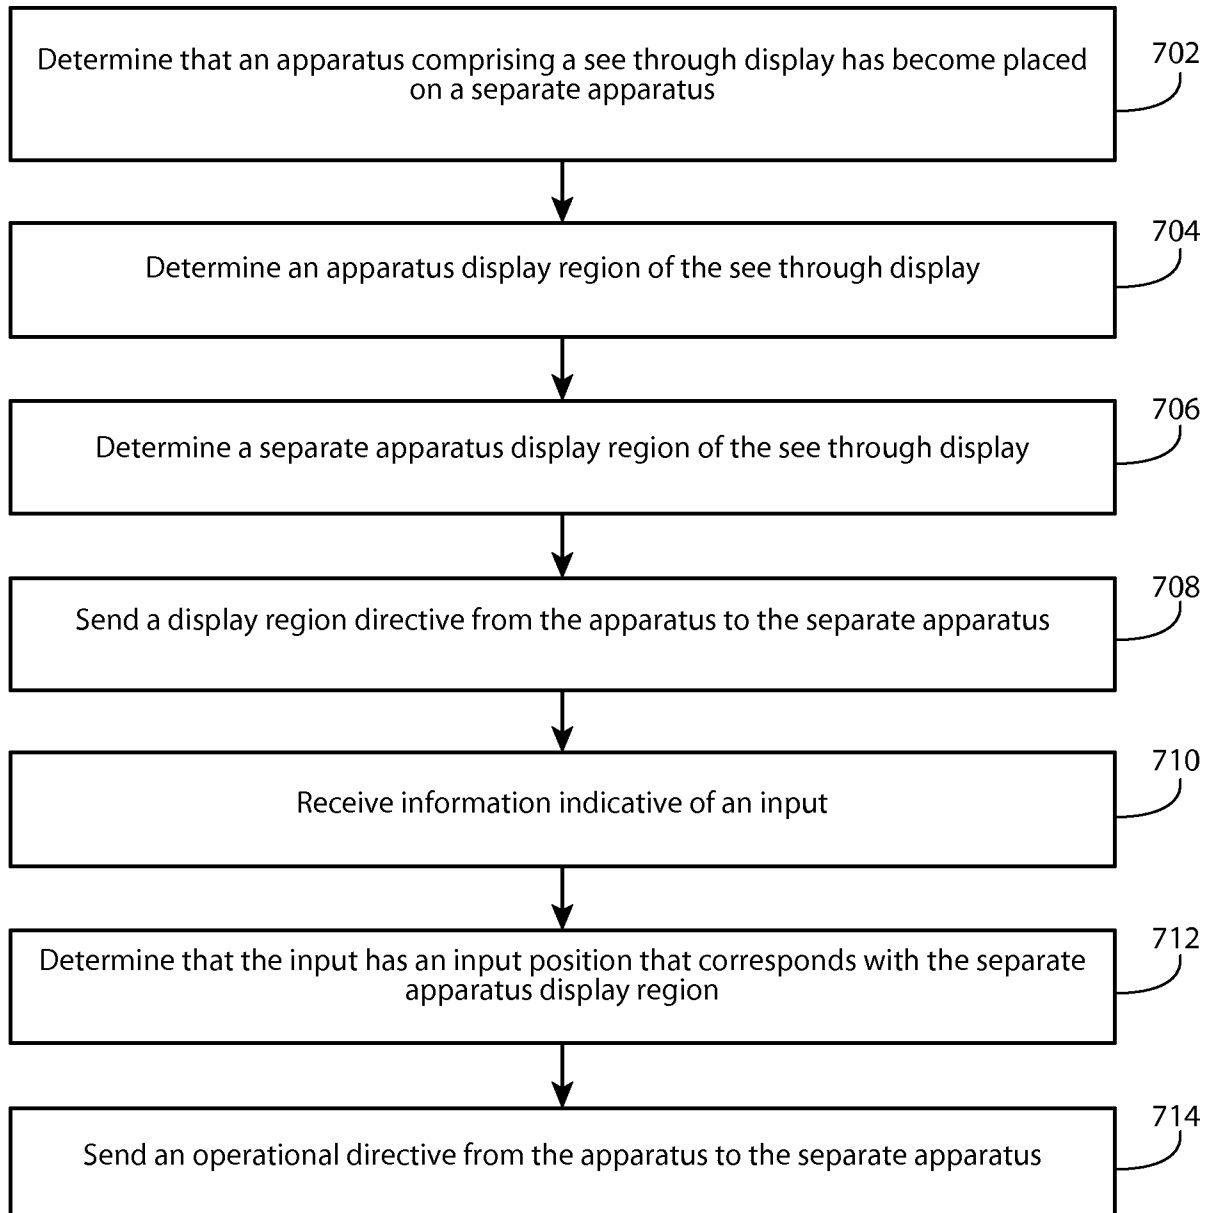 Determine that an apparatus comprising a see through display has become placed
on a separate apparatus
702
Determine an apparatus display region of the see through display
704
Determine a separate apparatus display region of the see through display
706
Send a display region directive from the apparatus to the separate apparatus
708
Receive information indicative of an input
710
Determine that the input has an input position that corresponds with the separate
apparatus display region
712
Send an operational directive from the apparatus to the separate apparatus
714